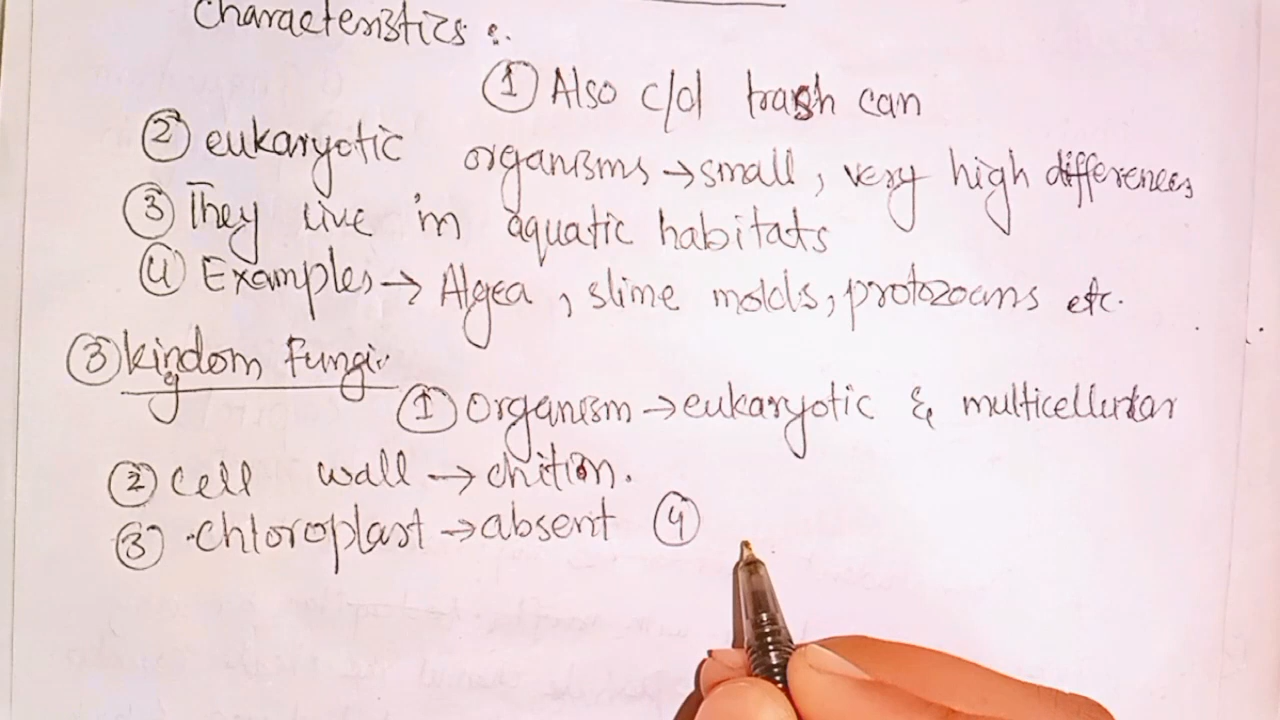 Characteristics :.
① Also c/d trash can
② eukaryotic organisms → small, very high differences
③ They live in aquatic habitats
④ Examples → Algea, slime molds, protozoans etc.
③ kingdom Fungi.
① Organism → eukaryotic & multicellular
② cell wall → chition.
③ chloroplast → absent ④